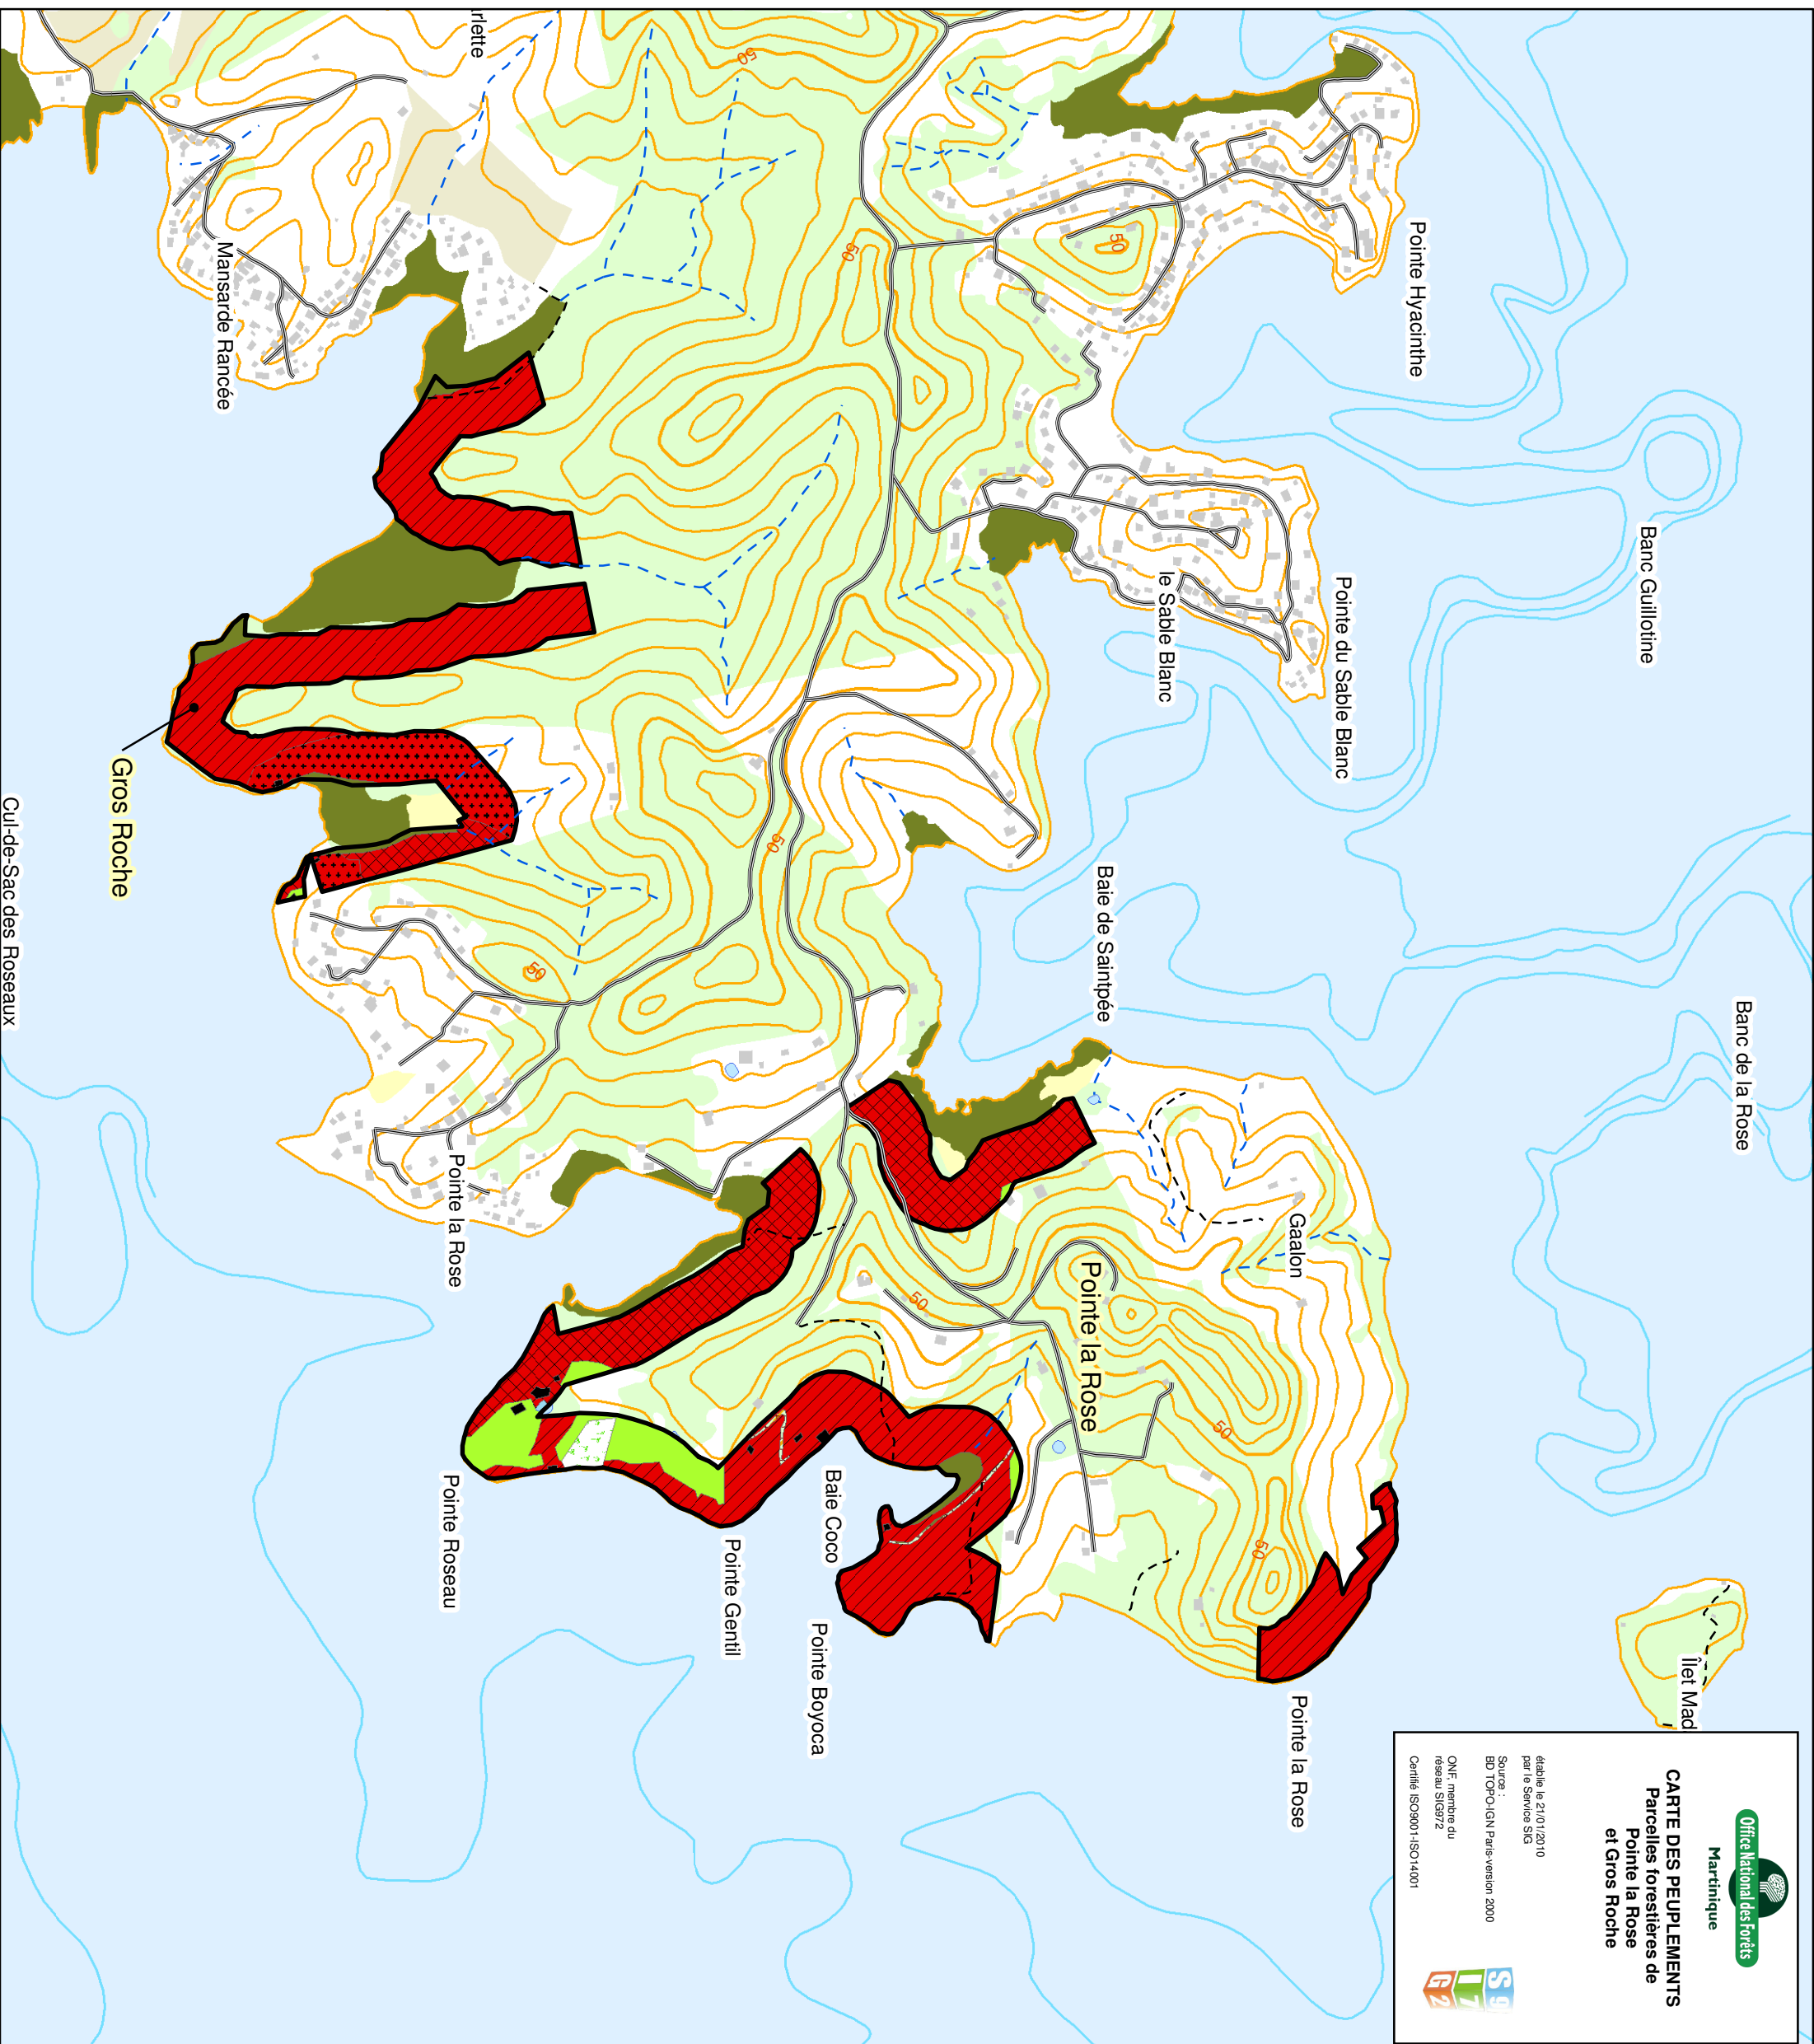 Office National des Forêts
Martinique
CARTE DES PEUPLEMENTS
Parcelles forestières de
Pointe la Rose
et Gros Roche
établie le 21/01/2010
par le Service SIG
Source :
BD TOPO-IGN Paris-version 2000
ONF, membre du
réseau SIG972
Certifié ISO9001-ISO14001
Îlet Mad
Banc de la Rose
Banc Guillotine
Pointe Hyacinthe
Pointe du Sable Blanc
le Sable Blanc
Baie de Saintpée
Gaalon
Pointe la Rose
Pointe la Rose
Baie Coco
Pointe Boyoca
Pointe Gentil
Pointe Roseau
Pointe la Rose
Mansarde Rancée
Gros Roche
Cul-de-Sac des Roseaux
rlette
50
50
50
50
50
50
50
50